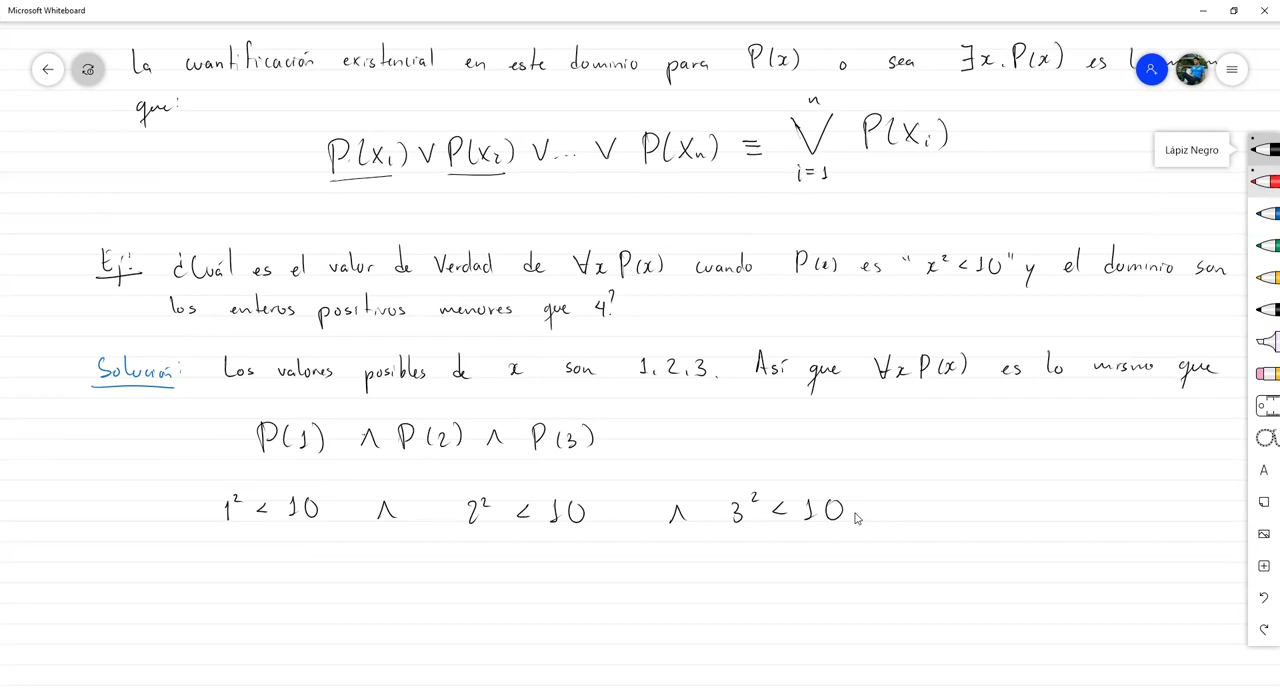 Microsoft Whiteboard
La cuantificación existencial en este dominio para P(x) o sea ∃x.P(x) es
que:
P(x₁) ∨ P(x₂) ∨ ... ∨ P(xₙ) ≡ ⋁ᵢ₌₁ⁿ P(xᵢ)
Lápiz Negro
Ej: ¿Cuál es el valor de Verdad de ∀x P(x) cuando P(x) es " x² < 10 " y el dominio son
los enteros positivos menores que 4?
Solución: Los valores posibles de x son 1, 2, 3. Así que ∀x P(x) es lo mismo que
P(1) ∧ P(2) ∧ P(3)
1² < 10 ∧ 2² < 10 ∧ 3² < 10
A